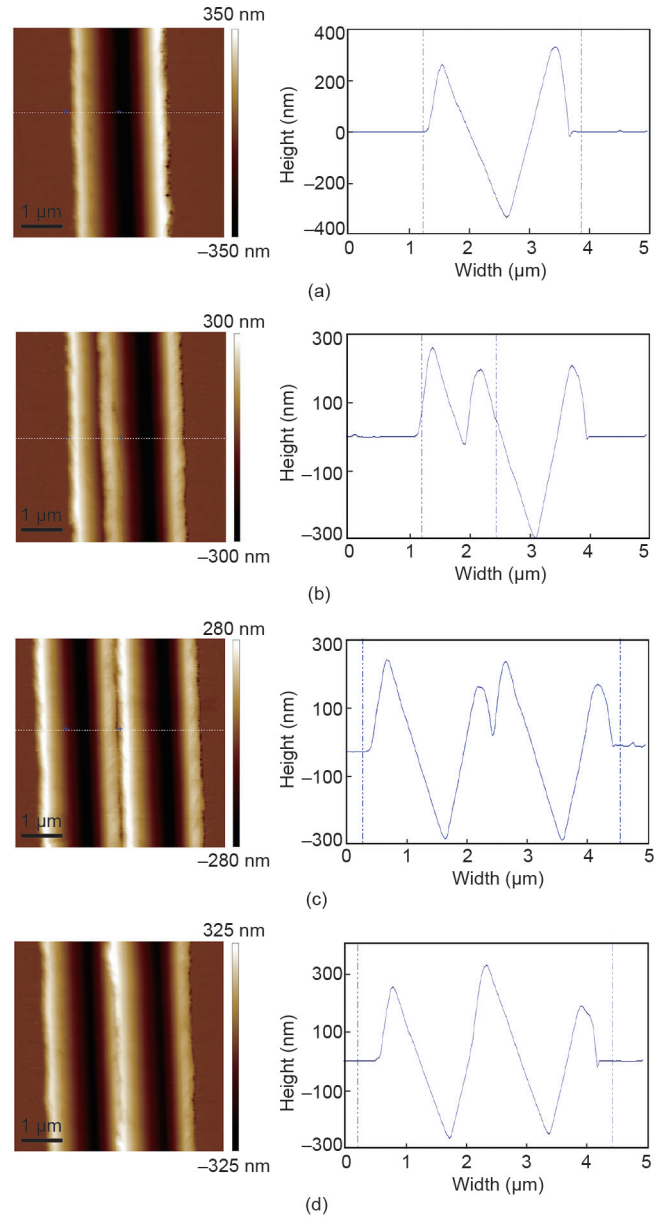 350 nm
1 μm
–350 nm
400
200
0
–200
–400
Height (nm)
0 1 2 3 4 5
Width (μm)
(a)
300 nm
1 μm
–300 nm
300
100
–100
–300
Height (nm)
0 1 2 3 4 5
Width (μm)
(b)
280 nm
1 μm
–280 nm
300
100
–100
–300
Height (nm)
0 1 2 3 4 5
Width (μm)
(c)
325 nm
1 μm
–325 nm
300
100
–100
–300
Height (nm)
0 1 2 3 4 5
Width (μm)
(d)